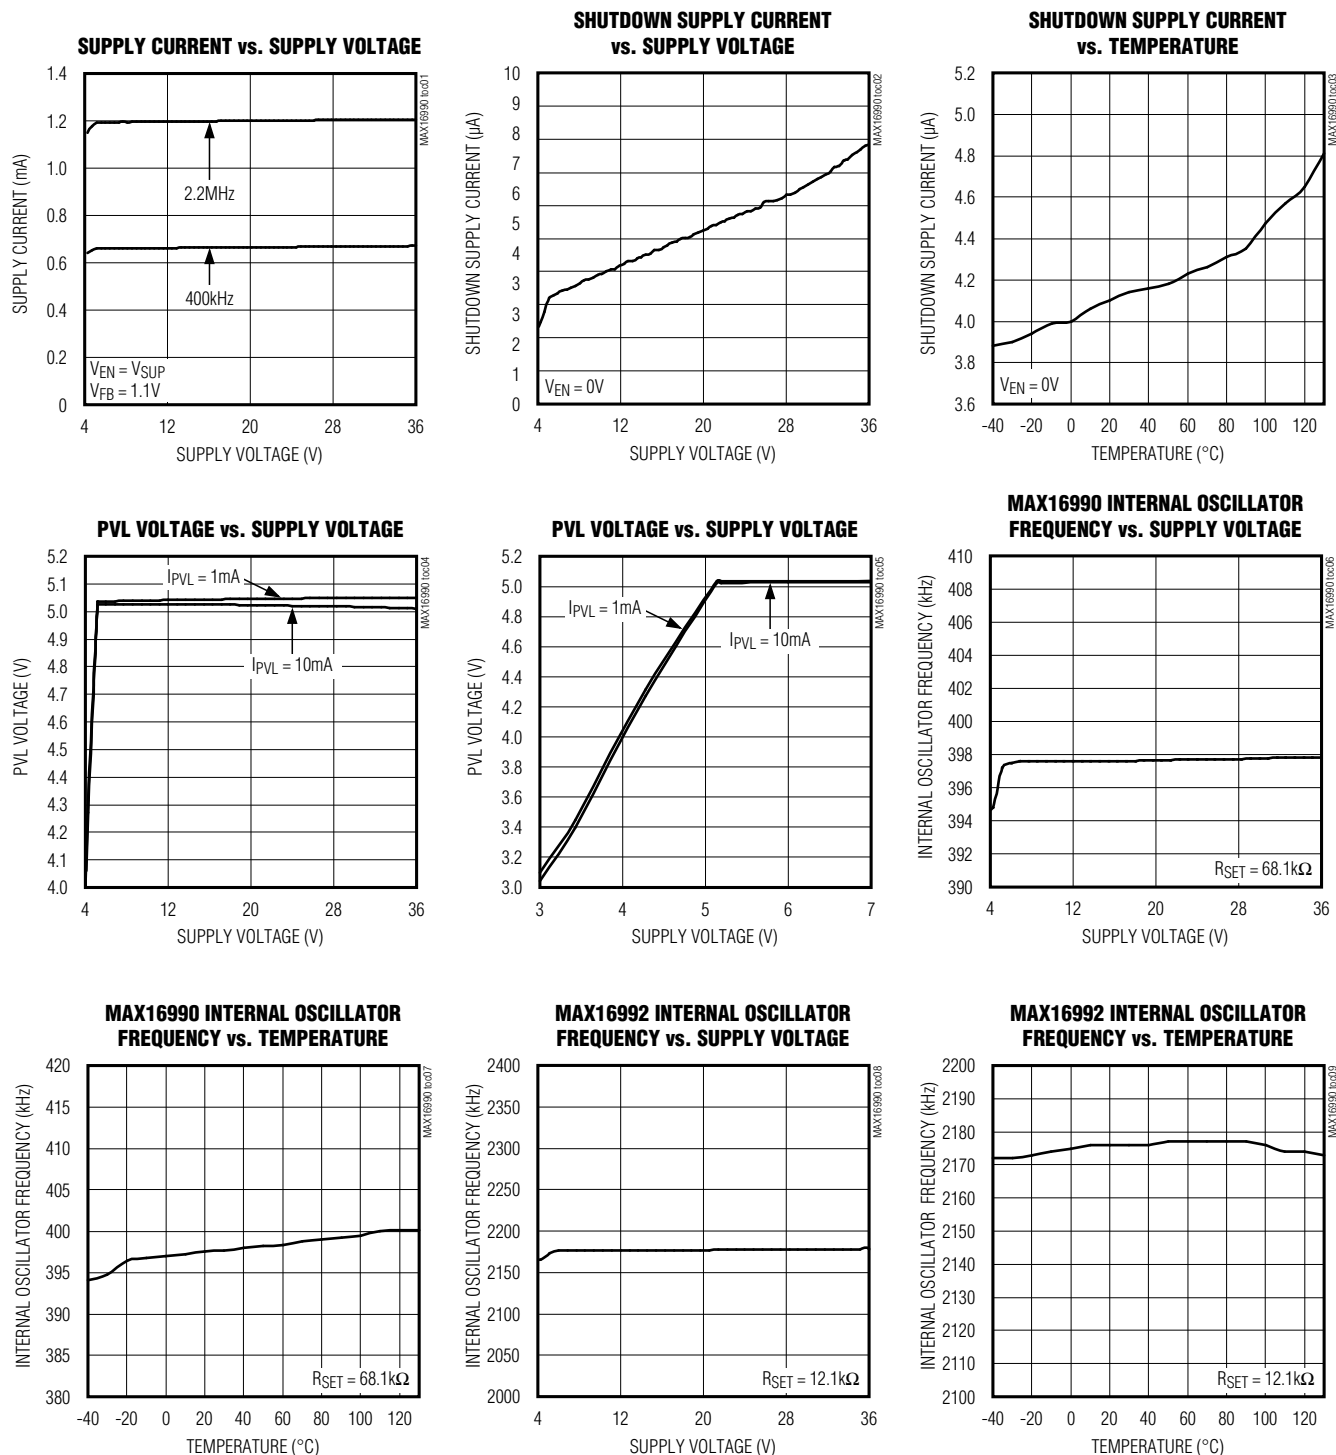 SUPPLY CURRENT vs. SUPPLY VOLTAGE
SUPPLY CURRENT (mA)
MAX16990 toc01
1.4
1.2
1.0
0.8
0.6
0.4
0.2
0
2.2MHz
400kHz
VEN = VSUP
VFB = 1.1V
4 12 20 28 36
SUPPLY VOLTAGE (V)
SHUTDOWN SUPPLY CURRENT
vs. SUPPLY VOLTAGE
SHUTDOWN SUPPLY CURRENT (µA)
MAX16990 toc02
10
9
8
8
7
6
5
4
3
3
2
1
0
VEN = 0V
4 12 20 28 36
SUPPLY VOLTAGE (V)
SHUTDOWN SUPPLY CURRENT
vs. TEMPERATURE
SHUTDOWN SUPPLY CURRENT (µA)
MAX16990 toc03
5.2
5.0
4.8
4.6
4.4
4.2
4.0
3.8
3.6
VEN = 0V
-40 -20 0 20 40 60 80 100 120
TEMPERATURE (°C)
PVL VOLTAGE vs. SUPPLY VOLTAGE
PVL VOLTAGE (V)
MAX16990 toc04
5.2
5.1
5.0
4.9
4.8
4.7
4.6
4.5
4.4
4.3
4.2
4.1
4.0
IPVL = 1mA
IPVL = 10mA
4 12 20 28 36
SUPPLY VOLTAGE (V)
PVL VOLTAGE vs. SUPPLY VOLTAGE
PVL VOLTAGE (V)
MAX16990 toc05
5.2
5.0
4.8
4.6
4.4
4.2
4.0
3.8
3.6
3.4
3.2
3.0
IPVL = 1mA
IPVL = 10mA
3 4 5 6 7
SUPPLY VOLTAGE (V)
MAX16990 INTERNAL OSCILLATOR
FREQUENCY vs. SUPPLY VOLTAGE
INTERNAL OSCILLATOR FREQUENCY (kHz)
MAX16990 toc06
410
408
406
404
402
400
398
396
394
392
390
RSET = 68.1kΩ
4 12 20 28 36
SUPPLY VOLTAGE (V)
MAX16990 INTERNAL OSCILLATOR
FREQUENCY vs. TEMPERATURE
INTERNAL OSCILLATOR FREQUENCY (kHz)
MAX16990 toc07
420
415
410
405
400
395
390
385
380
RSET = 68.1kΩ
-40 -20 0 20 40 60 80 100 120
TEMPERATURE (°C)
MAX16992 INTERNAL OSCILLATOR
FREQUENCY vs. SUPPLY VOLTAGE
INTERNAL OSCILLATOR FREQUENCY (kHz)
MAX16990 toc08
2400
2350
2300
2250
2200
2150
2100
2050
2000
RSET = 12.1kΩ
4 12 20 28 36
SUPPLY VOLTAGE (V)
MAX16992 INTERNAL OSCILLATOR
FREQUENCY vs. TEMPERATURE
INTERNAL OSCILLATOR FREQUENCY (kHz)
MAX16990 toc09
2200
2190
2180
2170
2160
2150
2140
2130
2120
2110
2100
RSET = 12.1kΩ
-40 -20 0 20 40 60 80 100 120
TEMPERATURE (°C)